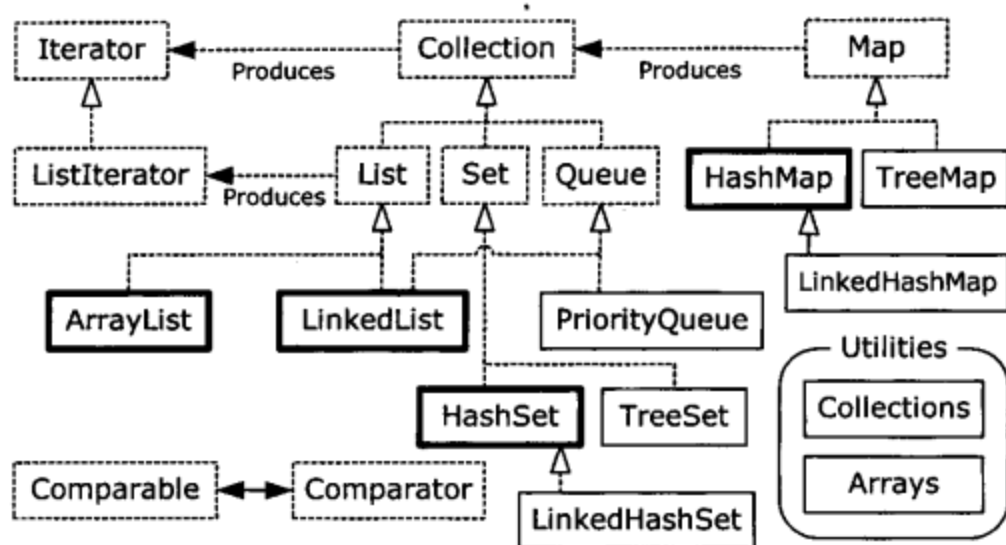 Iterator
Collection
Map
Produces
Produces
ListIterator
List
Set
Queue
HashMap
TreeMap
Produces
ArrayList
LinkedList
PriorityQueue
LinkedHashMap
Utilities
HashSet
TreeSet
Collections
Comparable
Comparator
LinkedHashSet
Arrays